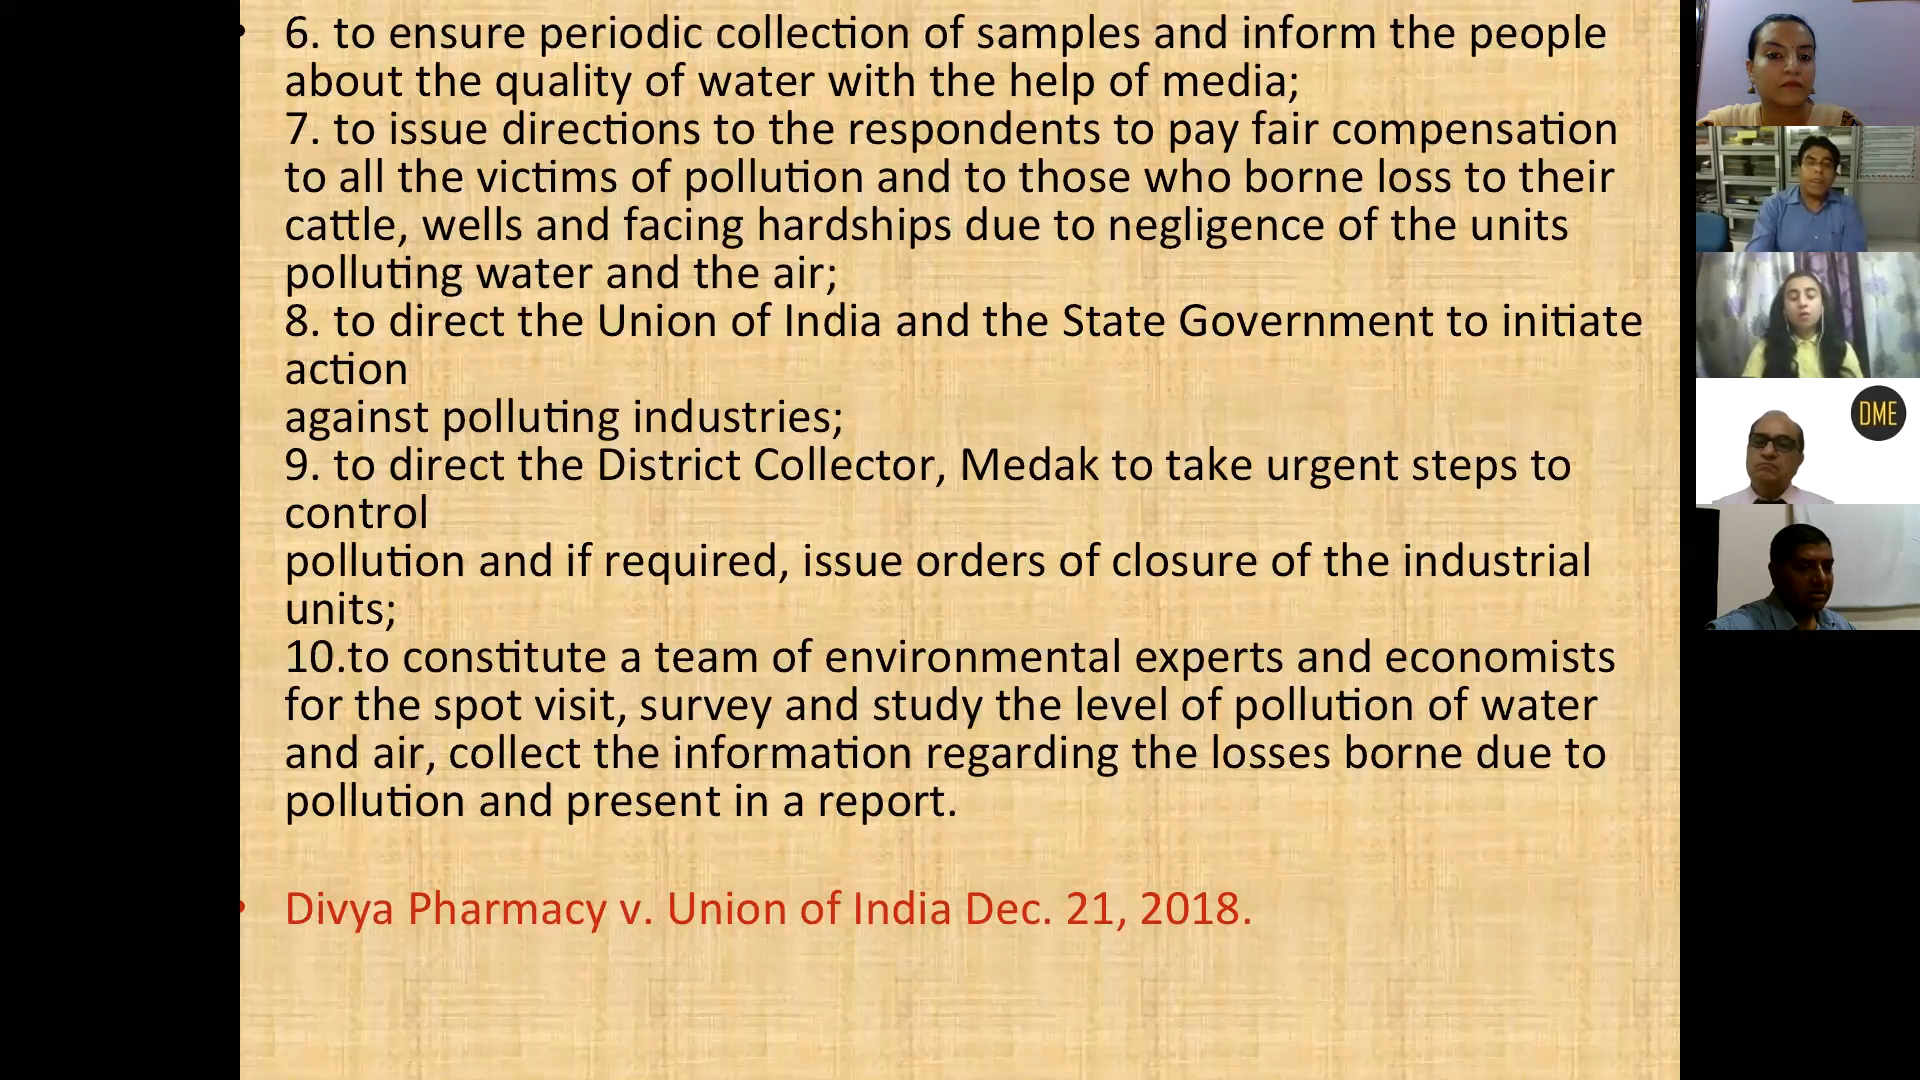 6. to ensure periodic collection of samples and inform the people
about the quality of water with the help of media;
7. to issue directions to the respondents to pay fair compensation
to all the victims of pollution and to those who borne loss to their
cattle, wells and facing hardships due to negligence of the units
polluting water and the air;
8. to direct the Union of India and the State Government to initiate
action
against polluting industries;
9. to direct the District Collector, Medak to take urgent steps to
control
pollution and if required, issue orders of closure of the industrial
units;
10.to constitute a team of environmental experts and economists
for the spot visit, survey and study the level of pollution of water
and air, collect the information regarding the losses borne due to
pollution and present in a report.
Divya Pharmacy v. Union of India Dec. 21, 2018.
DME